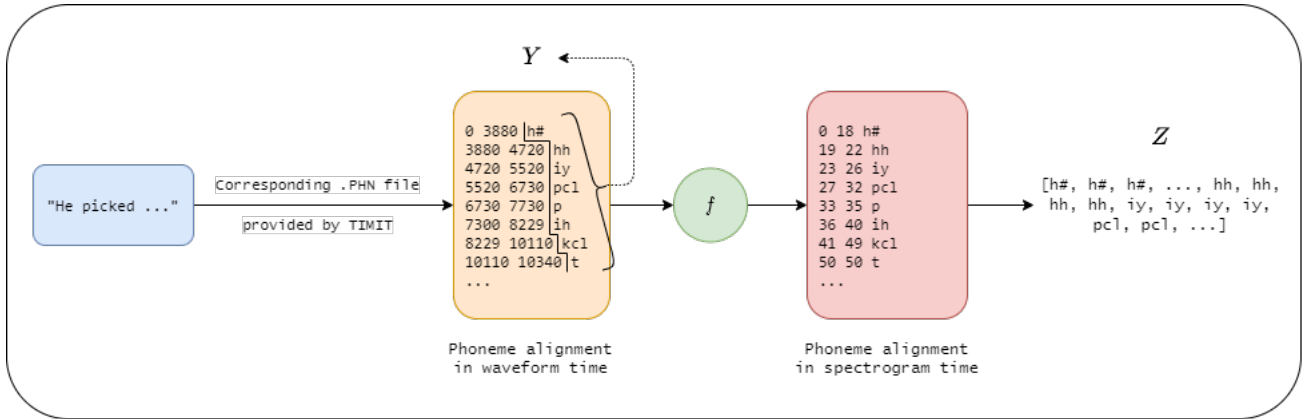 "He picked ..."
Corresponding .PHN file
provided by TIMIT
Y
0 3880 h#
3880 4720 hh
4720 5520 iy
5520 6730 pcl
6730 7730 p
7300 8229 ih
8229 10110 kcl
10110 10340 t
...
Phoneme alignment
in waveform time
f
0 18 h#
19 22 hh
23 26 iy
27 32 pcl
33 35 p
36 40 ih
41 49 kcl
50 50 t
...
Phoneme alignment
in spectrogram time
Z
[h#, h#, h#, ..., hh, hh,
hh, hh, iy, iy, iy, iy,
pcl, pcl, ...]